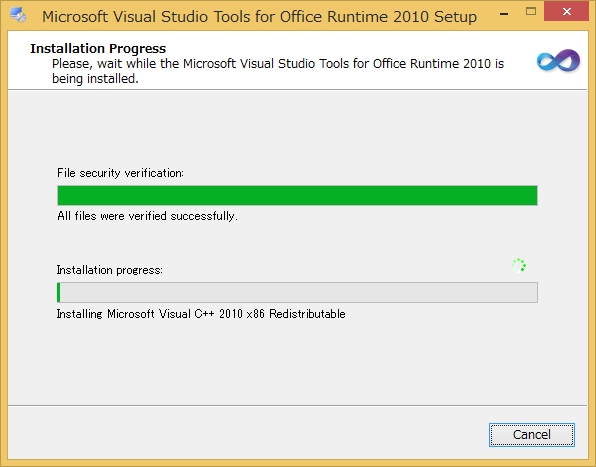 Microsoft Visual Studio Tools for Office Runtime 2010 Setup
Installation Progress
Please, wait while the Microsoft Visual Studio Tools for Office Runtime 2010 is
being installed.
File security verification:
All files were verified successfully.
Installation progress:
Installing Microsoft Visual C++ 2010 x86 Redistributable
Cancel